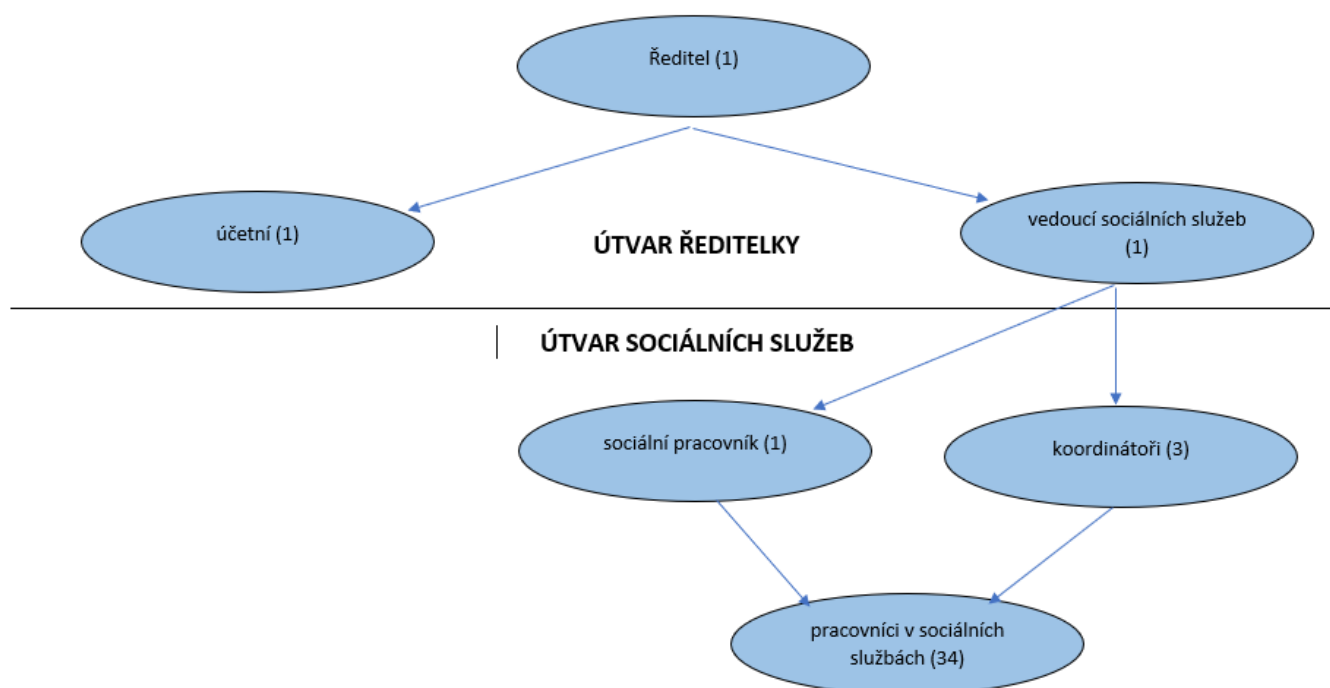 Ředitel (1)
účetní (1)
ÚTVAR ŘEDITELKY
vedoucí sociálních služeb
(1)
ÚTVAR SOCIÁLNÍCH SLUŽEB
sociální pracovník (1)
koordinátoři (3)
pracovníci v sociálních
službách (34)